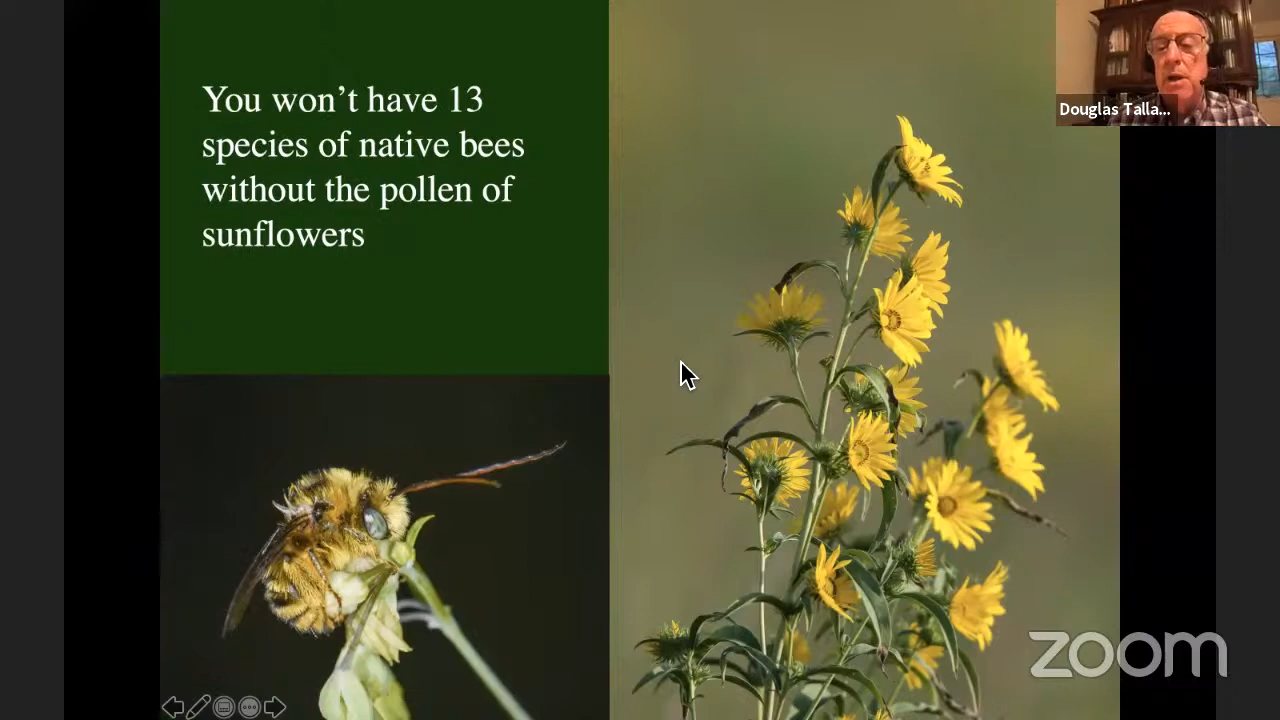 You won’t have 13
species of native bees
without the pollen of
sunflowers
Douglas Talla...
zoom